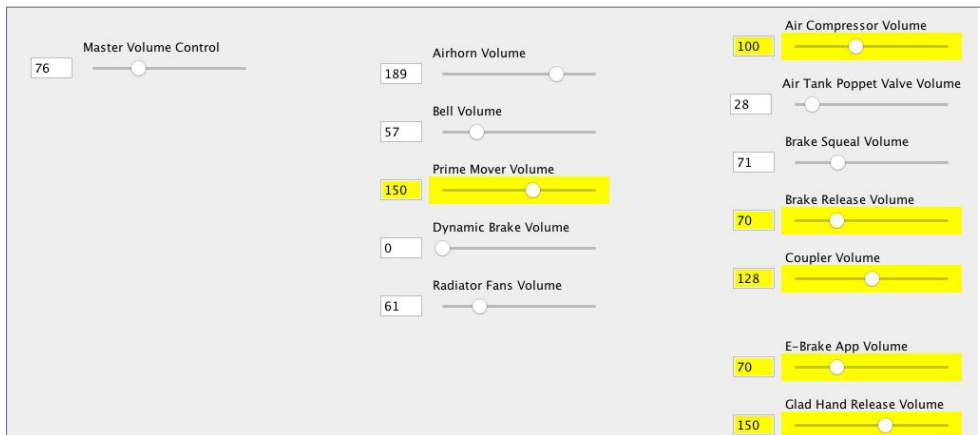 Master Volume Control
76
Airhorn Volume
189
Bell Volume
57
Prime Mover Volume
150
Dynamic Brake Volume
0
Radiator Fans Volume
61
Air Compressor Volume
100
Air Tank Poppet Valve Volume
28
Brake Squeal Volume
71
Brake Release Volume
70
Coupler Volume
128
E-Brake App Volume
70
Glad Hand Release Volume
150